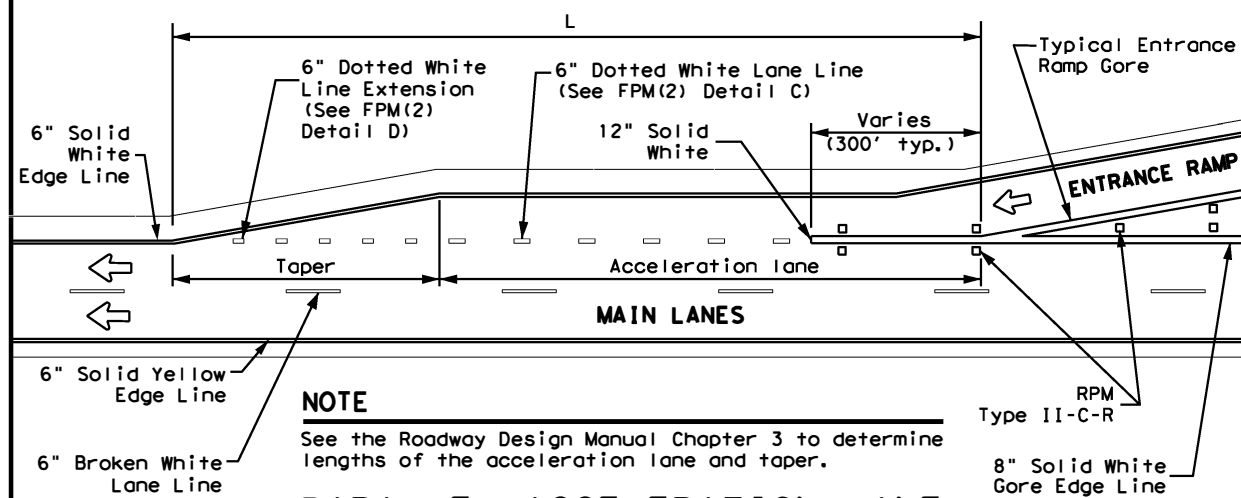 L
Typical Entrance
Ramp Gore
6" Dotted White
Line Extension
(See FPM(2)
Detail D)
6" Dotted White Lane Line
(See FPM(2) Detail C)
Varies
(300' typ.)
12" Solid
White
6" Solid
White
Edge Line
ENTRANCE RAMP
Taper
Acceleration lane
MAIN LANES
6" Solid Yellow
Edge Line
RPM
Type II-C-R
NOTE
See the Roadway Design Manual Chapter 3 to determine
lengths of the acceleration lane and taper.
6" Broken White
Lane Line
8" Solid White
Gore Edge Line